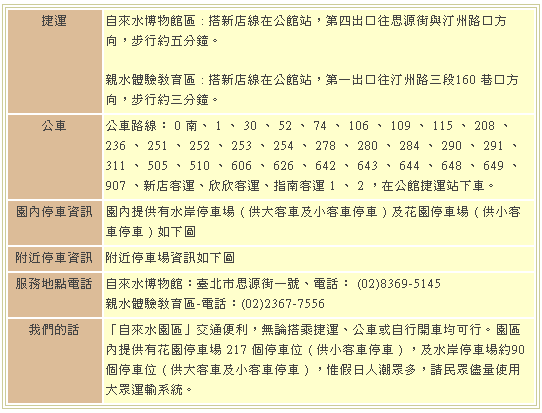 捷運
自來水博物館區：搭新店線在公館站，第四出口往思源街與汀州路口方
向，步行約五分鐘。
親水體驗教育區：搭新店線在公館站，第一出口往汀州路三段160 巷口方
向，步行約三分鐘。
公車
公車路線： 0 南、 1 、 30 、 52 、 74 、 106 、 109 、 115 、 208 、
236 、 251 、 252 、 253 、 254 、 278 、 280 、 284 、 290 、 291 、
311 、 505 、 510 、 606 、 626 、 642 、 643 、 644 、 648 、 649 、
907 、新店客運、欣欣客運、指南客運 1 、 2 ，在公館捷運站下車。
園內停車資訊
園內提供有水岸停車場（供大客車及小客車停車）及花園停車場（供小客
車停車）如下圖
附近停車資訊
附近停車場資訊如下圖
服務地點電話
自來水博物館：臺北市思源街一號、電話： (02)8369-5145
親水體驗教育區-電話：(02)2367-7556
我們的話
「自來水園區」交通便利，無論搭乘捷運、公車或自行開車均可行。園區
內提供有花園停車場 217 個停車位（供小客車停車），及水岸停車場約90
個停車位（供大客車及小客車停車），惟假日人潮眾多，請民眾儘量使用
大眾運輸系統。